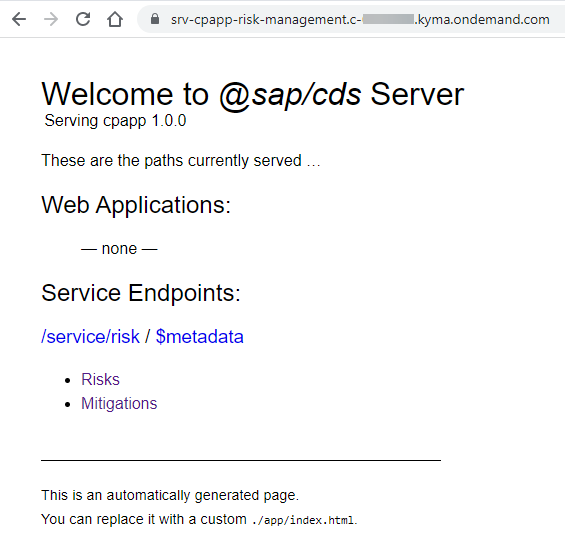 srv-cpapp-risk-management.c-.kyma.ondemand.com
Welcome to @sap/cds Server
Serving cpapp 1.0.0
These are the paths currently served …
Web Applications:
— none —
Service Endpoints:
/service/risk / $metadata
Risks
Mitigations
This is an automatically generated page.
You can replace it with a custom ./app/index.html.